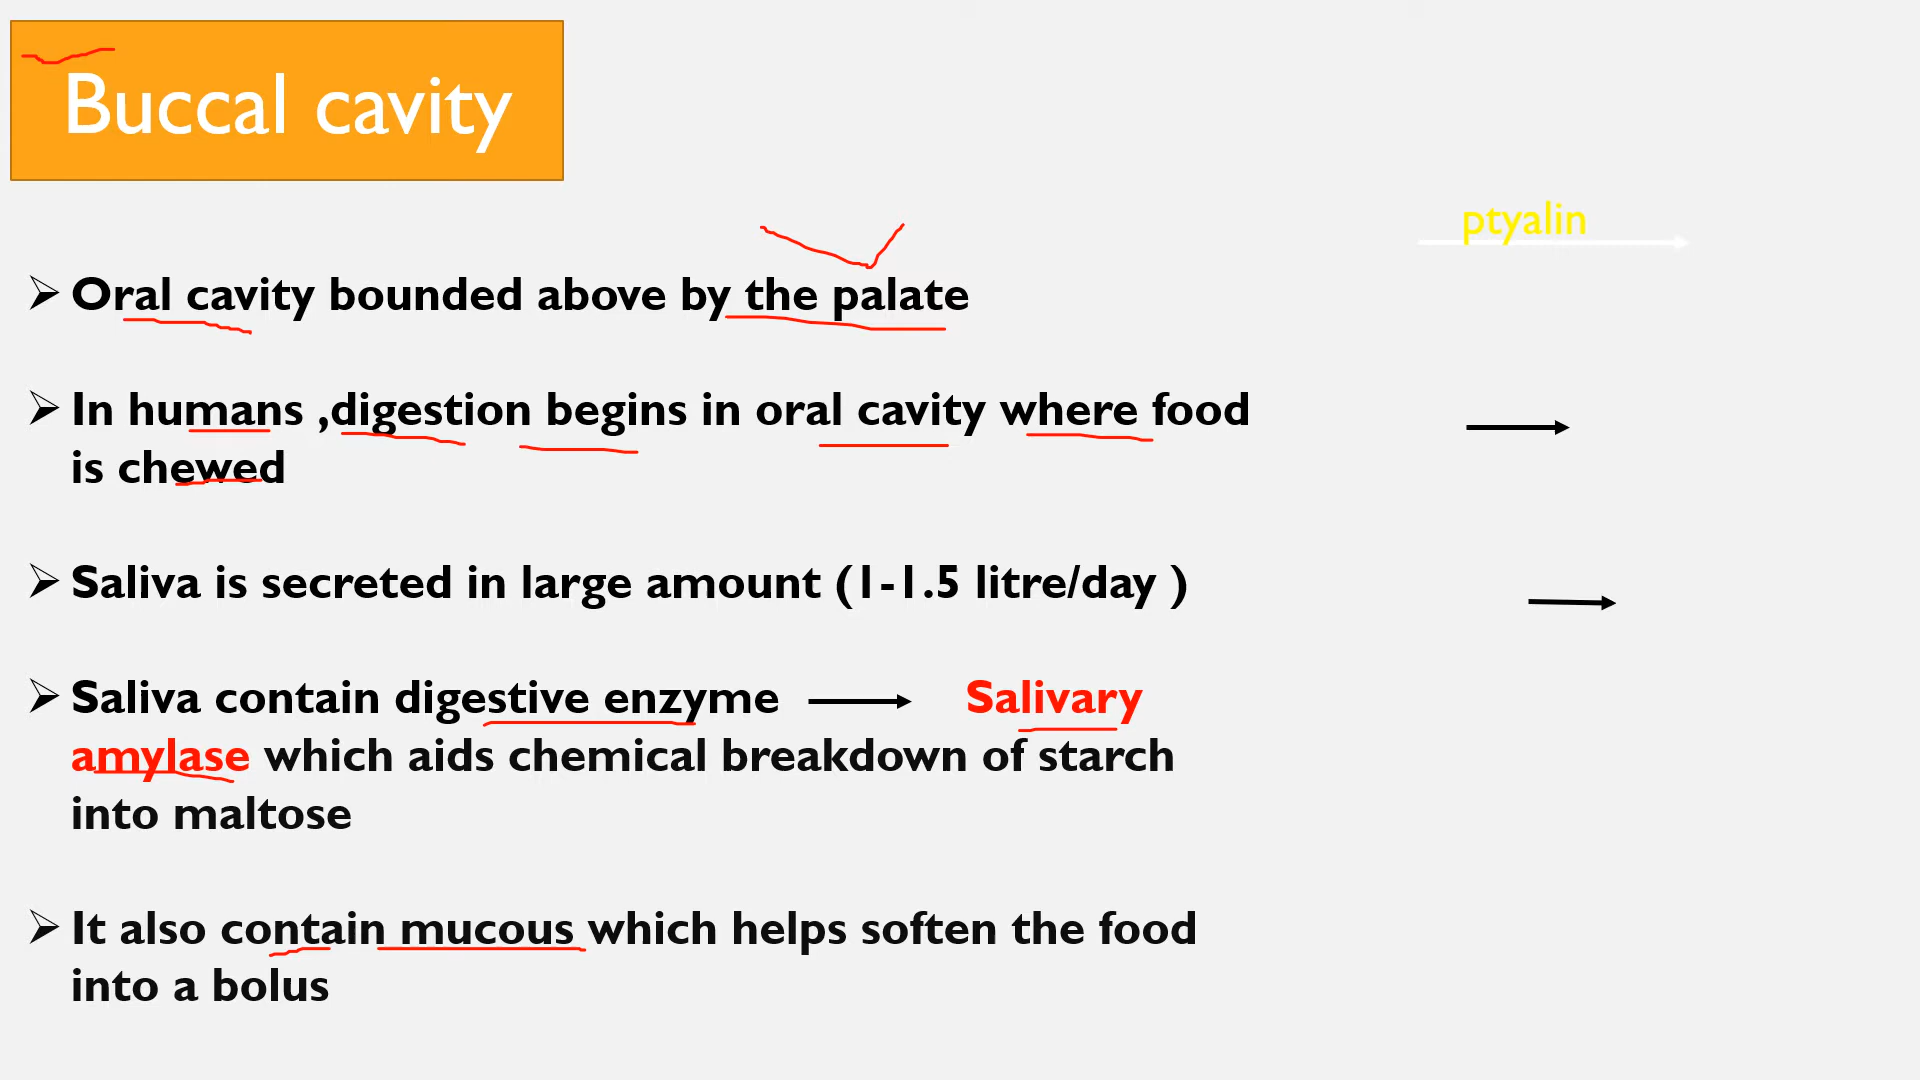 Buccal cavity
ptyalin
Oral cavity bounded above by the palate
In humans ,digestion begins in oral cavity where food
is chewed
Saliva is secreted in large amount (1-1.5 litre/day )
Saliva contain digestive enzyme Salivary
amylase which aids chemical breakdown of starch
into maltose
It also contain mucous which helps soften the food
into a bolus